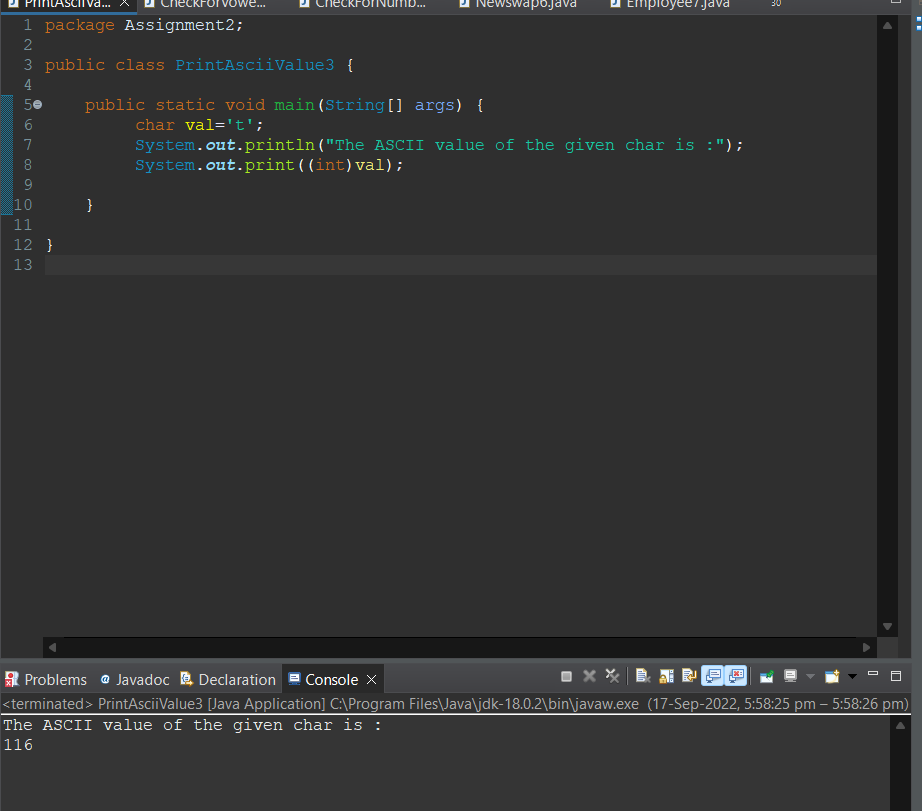 PrintAsciiVa... CheckForVowe... CheckForNumb... Newswap6.java Employee7.java 30
1 package Assignment2;
2
3 public class PrintAsciiValue3 {
4
5 public static void main(String[] args) {
6 char val='t';
7 System.out.println("The ASCII value of the given char is :");
8 System.out.print((int)val);
9
10 }
11
12 }
13
Problems @ Javadoc Declaration Console
<terminated> PrintAsciiValue3 [Java Application] C:\Program Files\Java\jdk-18.0.2\bin\javaw.exe (17-Sep-2022, 5:58:25 pm – 5:58:26 pm)
The ASCII value of the given char is :
116